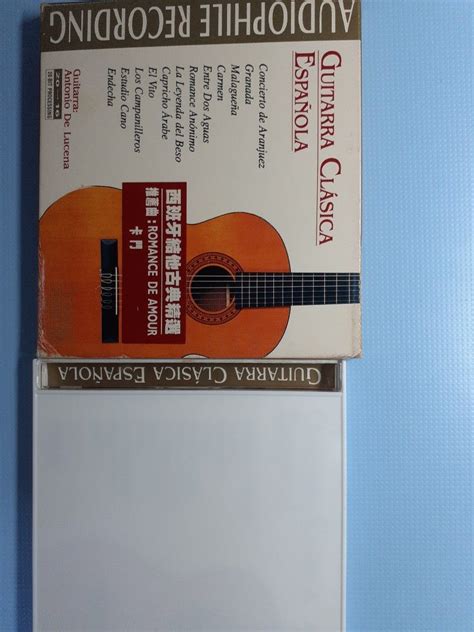 AUDIOPHILE RECORDING
GUITARRA CLÁSICA
ESPAÑOLA
Concierto de Aranjuez
Granada
Malagueña
Carmen
Entre Dos Aguas
Romance Anónimo
La Leyenda del Beso
Capricho Árabe
El Vito
Los Campanilleros
Estudio Cano
Endecha
Guitarra:
Antonio De Lucena
西班牙結他古典精選
推薦曲:ROMANCE DE AMOUR
卡門
GUITARRA CLÁSICA ESPAÑOLA